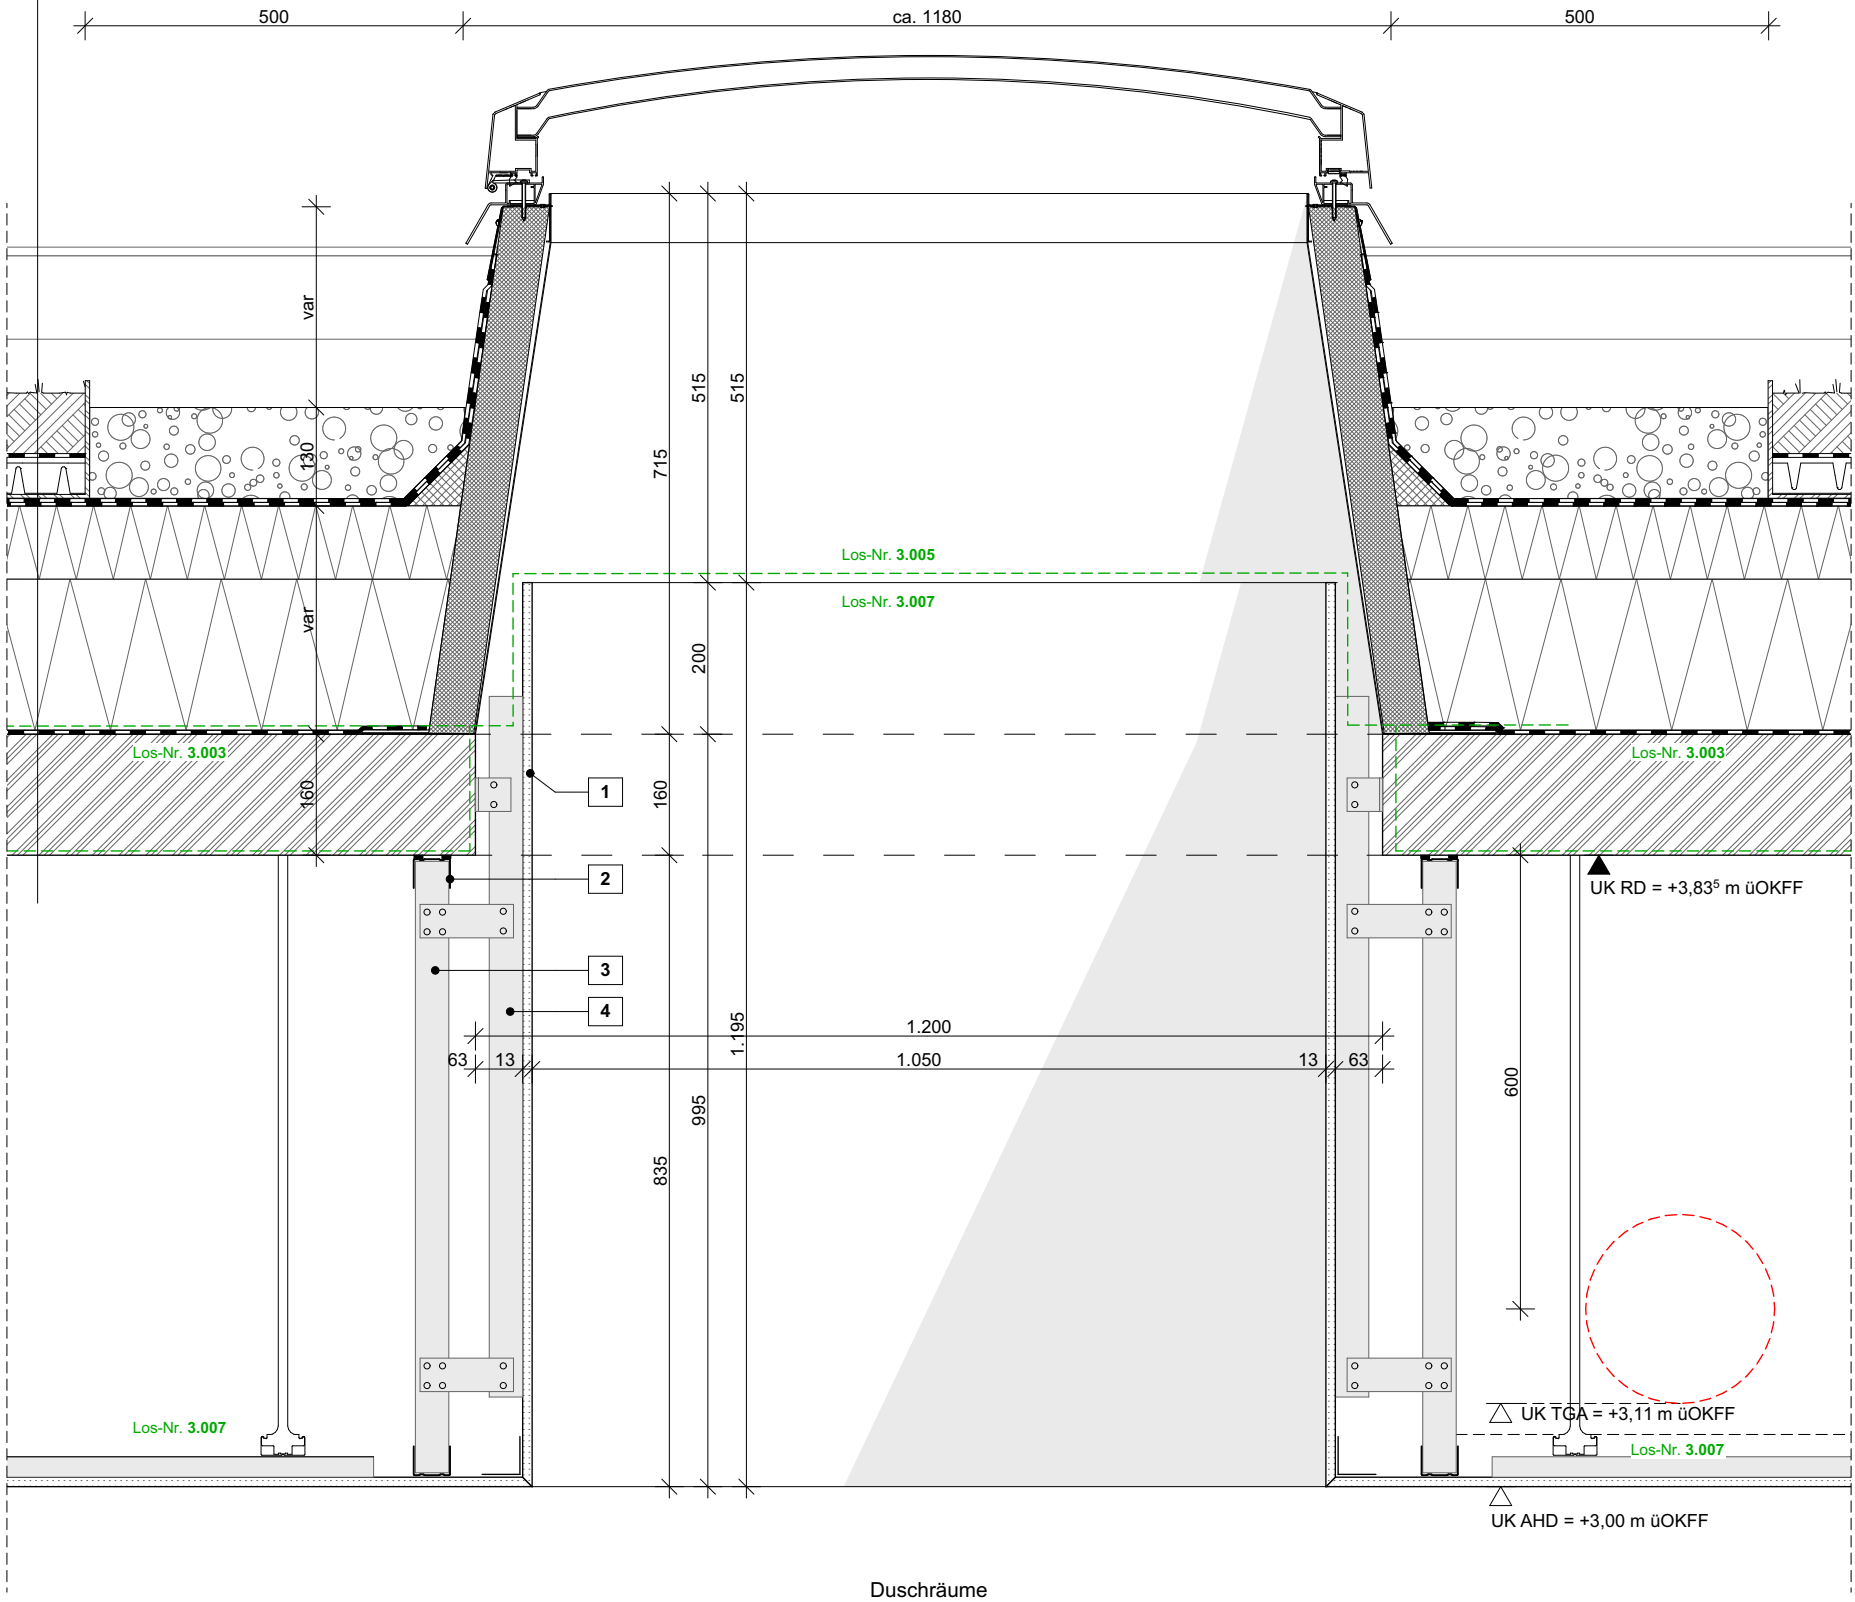 500
ca. 1180
500
var
515
515
130
715
Los-Nr. 3.005
Los-Nr. 3.007
var
200
Los-Nr. 3.003
Los-Nr. 3.003
160
160
1
2
UK RD = +3,83⁵ m üOKFF
3
4
1.200
1.195
63
13
1.050
13
63
600
995
835
UK TGA = +3,11 m üOKFF
Los-Nr. 3.007
Los-Nr. 3.007
UK AHD = +3,00 m üOKFF
Duschräume